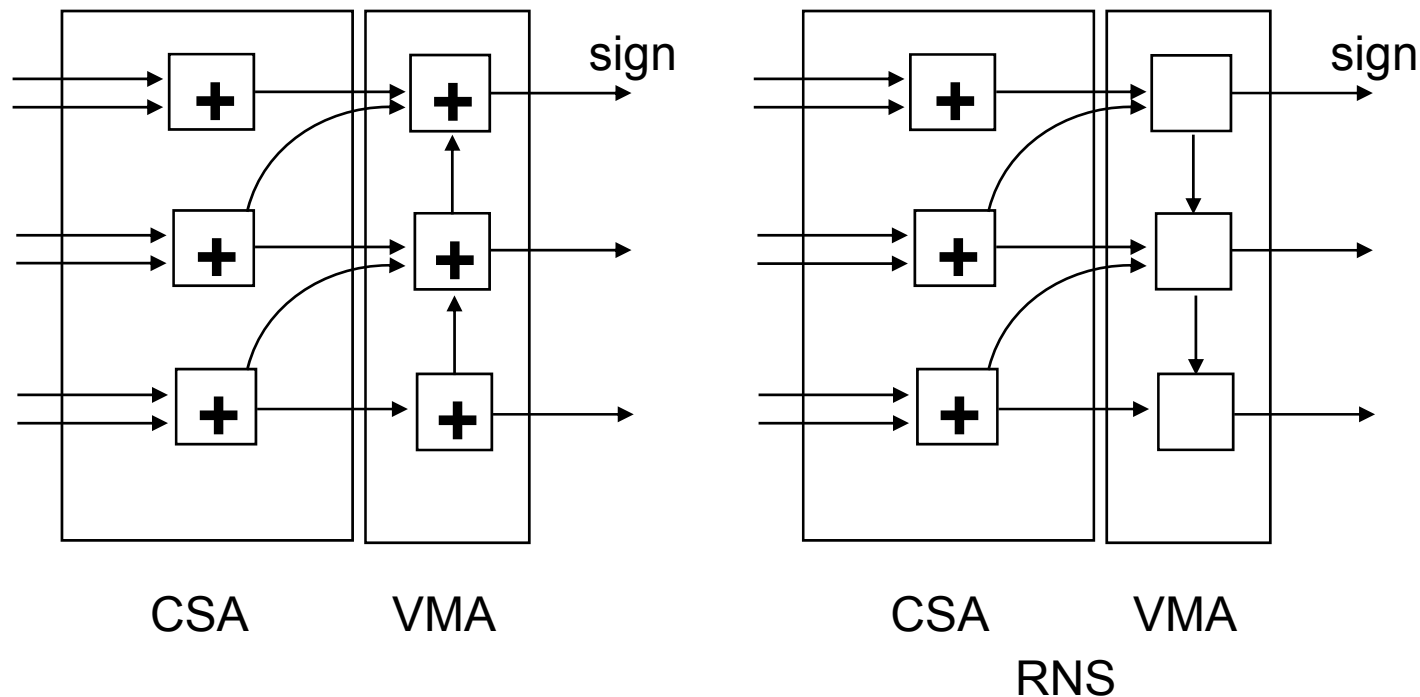 sign
sign
+ +
+
+ +
+
+ +
+
CSA VMA
CSA VMA
RNS